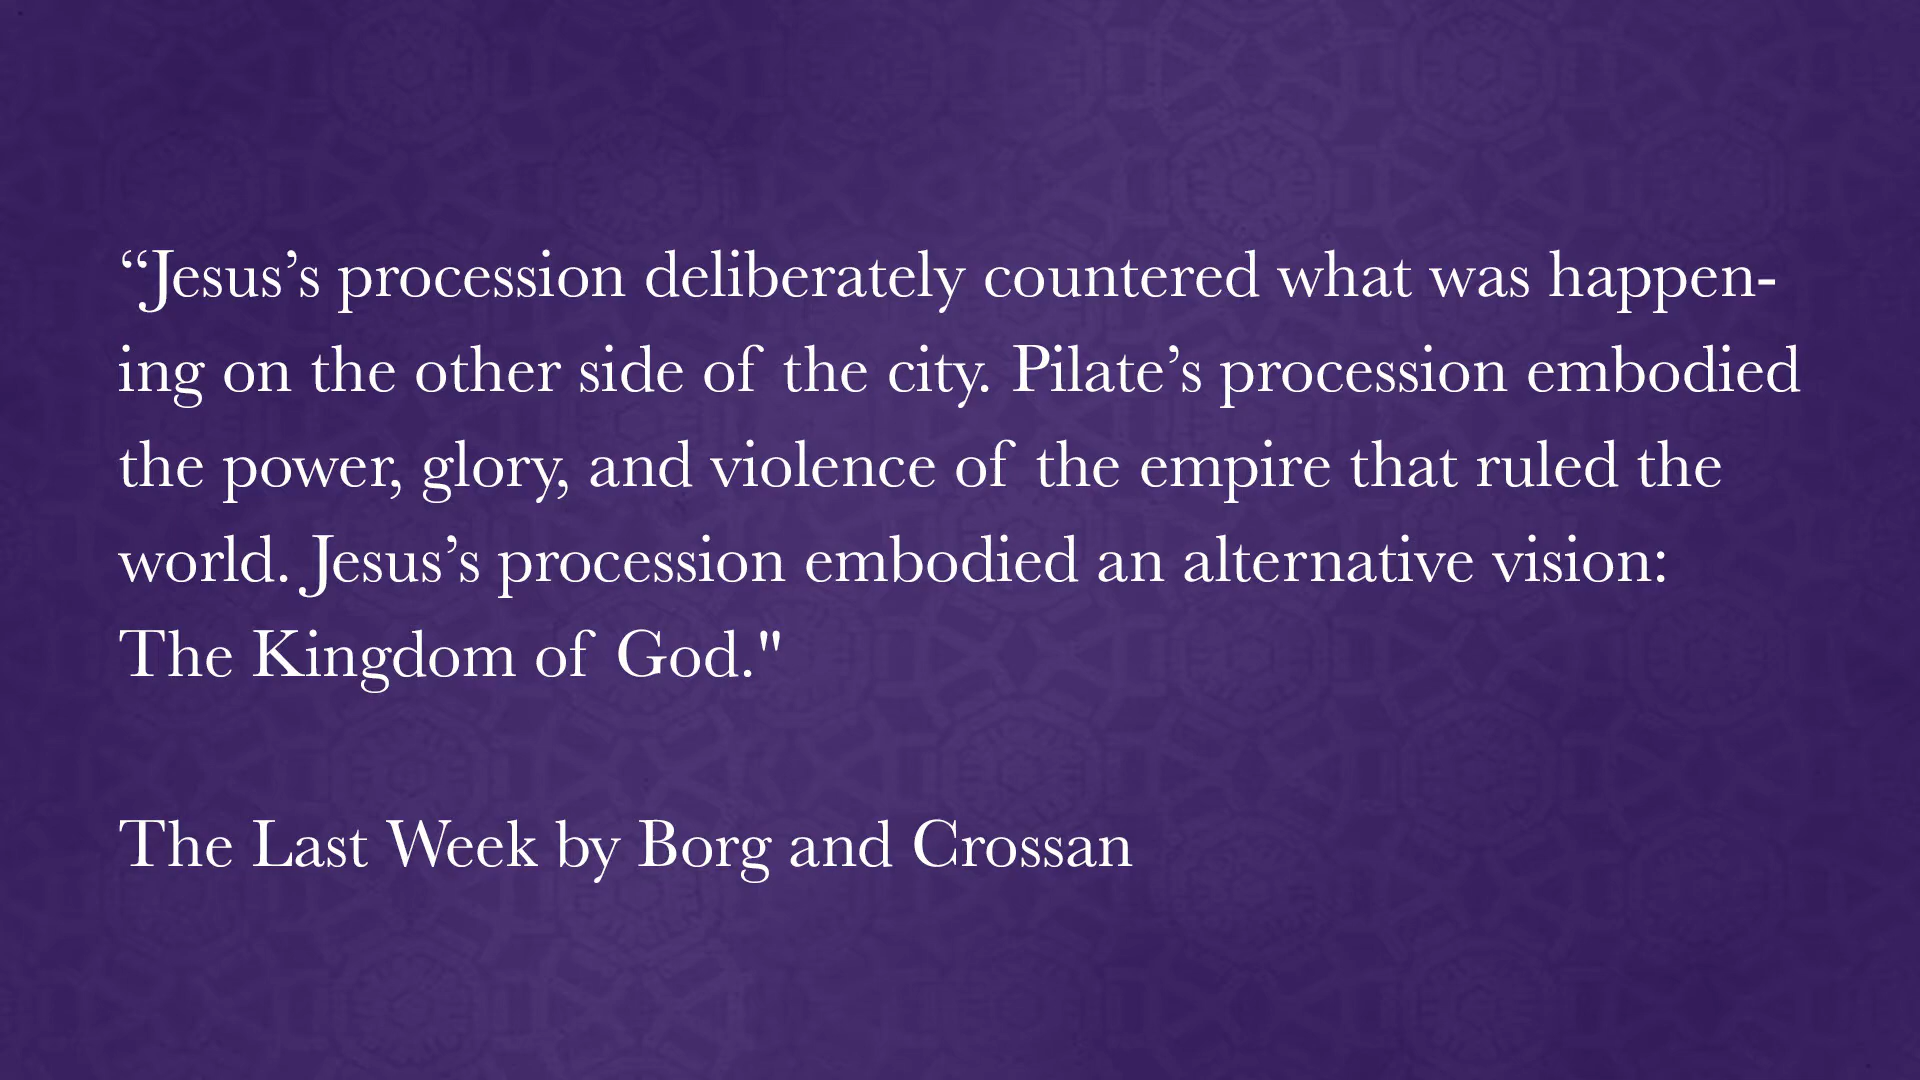 “Jesus’s procession deliberately countered what was happen-
ing on the other side of the city. Pilate’s procession embodied
the power, glory, and violence of the empire that ruled the
world. Jesus’s procession embodied an alternative vision:
The Kingdom of God."
The Last Week by Borg and Crossan